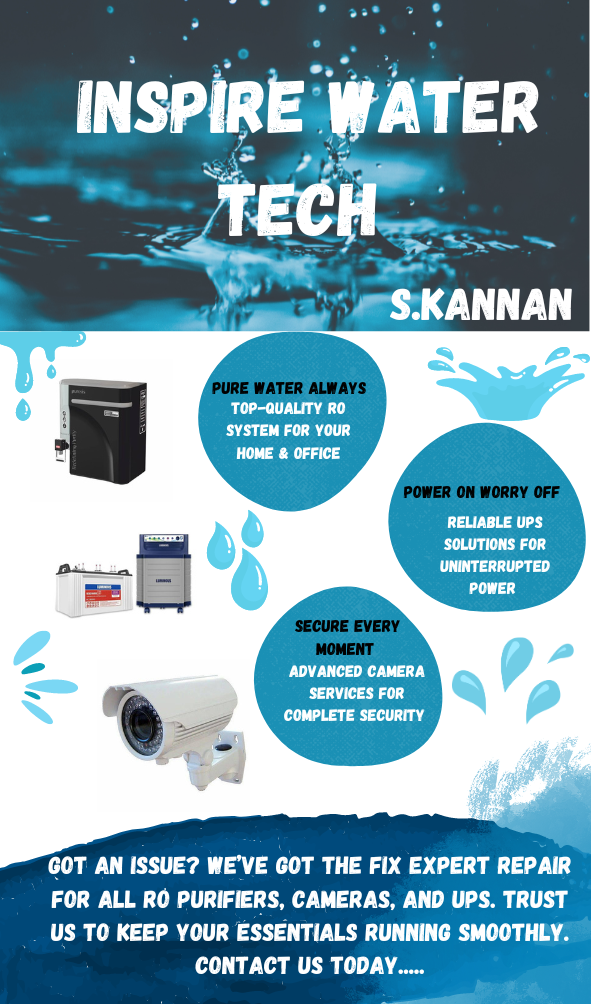 INSPIRE WATER
TECH
S.KANNAN
PURE WATER ALWAYS
TOP-QUALITY RO
SYSTEM FOR YOUR
HOME & OFFICE
POWER ON WORRY OFF
RELIABLE UPS
SOLUTIONS FOR
UNINTERRUPTED
POWER
LUMINOUS
LUMINOUS
SECURE EVERY
MOMENT
ADVANCED CAMERA
SERVICES FOR
COMPLETE SECURITY
GOT AN ISSUE? WE'VE GOT THE FIX EXPERT REPAIR
FOR ALL RO PURIFIERS, CAMERAS, AND UPS. TRUST
US TO KEEP YOUR ESSENTIALS RUNNING SMOOTHLY.
CONTACT US TODAY.....